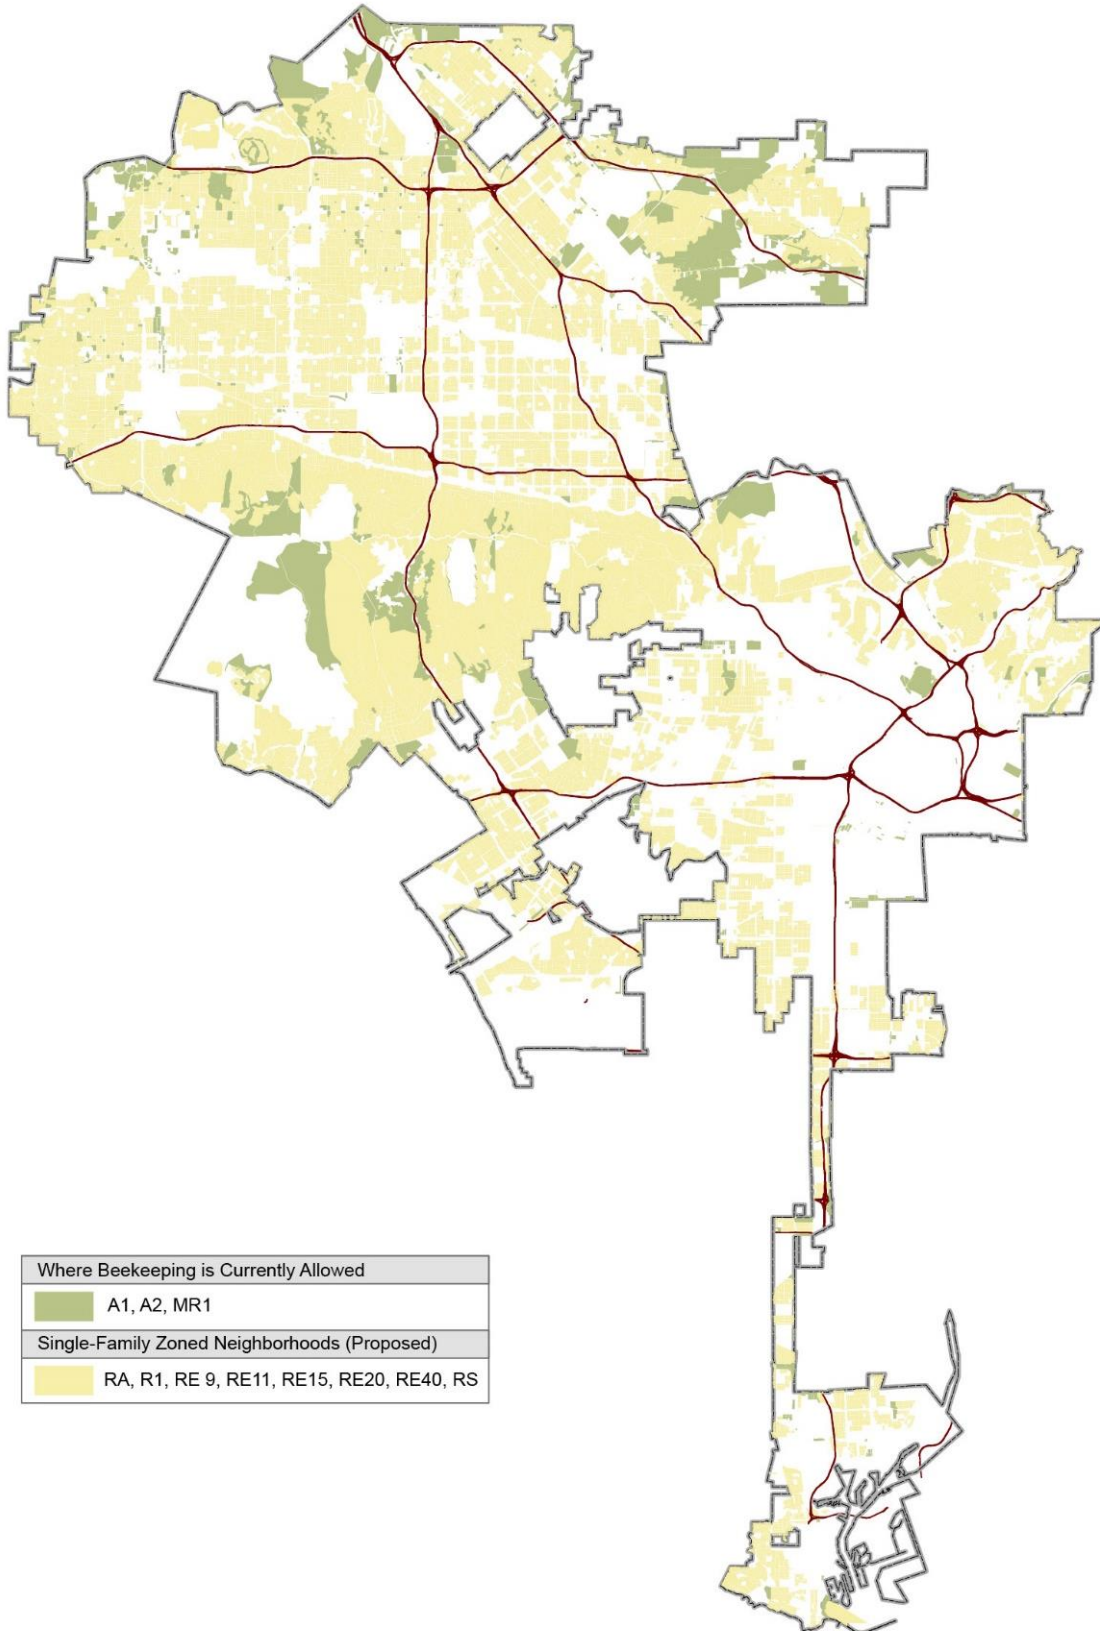 Where Beekeeping is Currently Allowed
A1, A2, MR1
Single-Family Zoned Neighborhoods (Proposed)
RA, R1, RE 9, RE11, RE15, RE20, RE40, RS